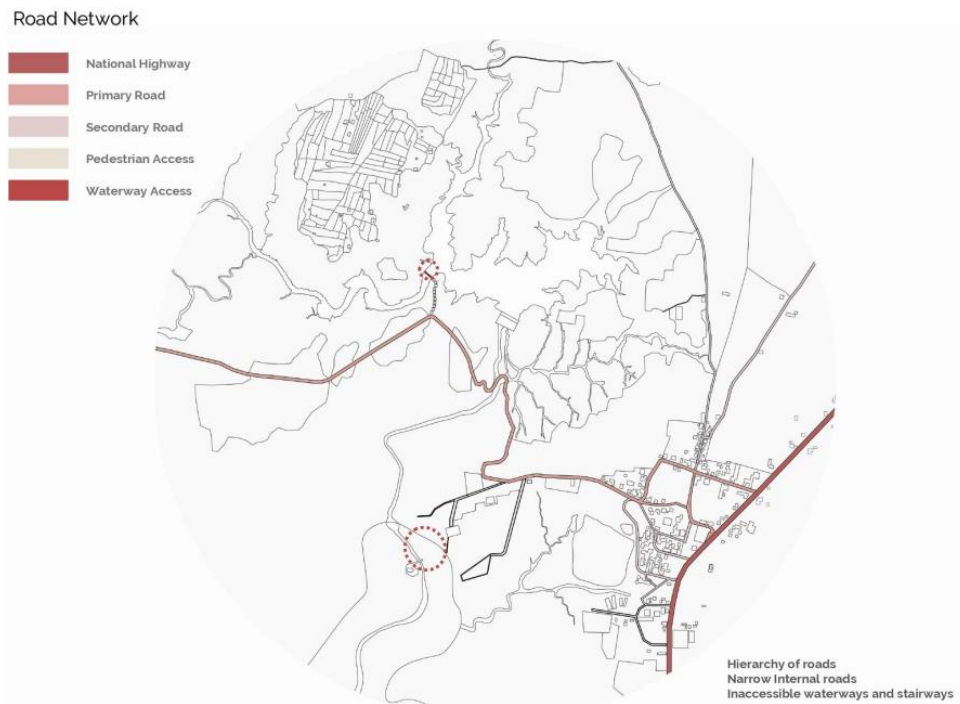 Road Network
National Highway
Primary Road
Secondary Road
Pedestrian Access
Waterway Access
Hierarchy of roads
Narrow Internal roads
Inaccessible waterways and stairways